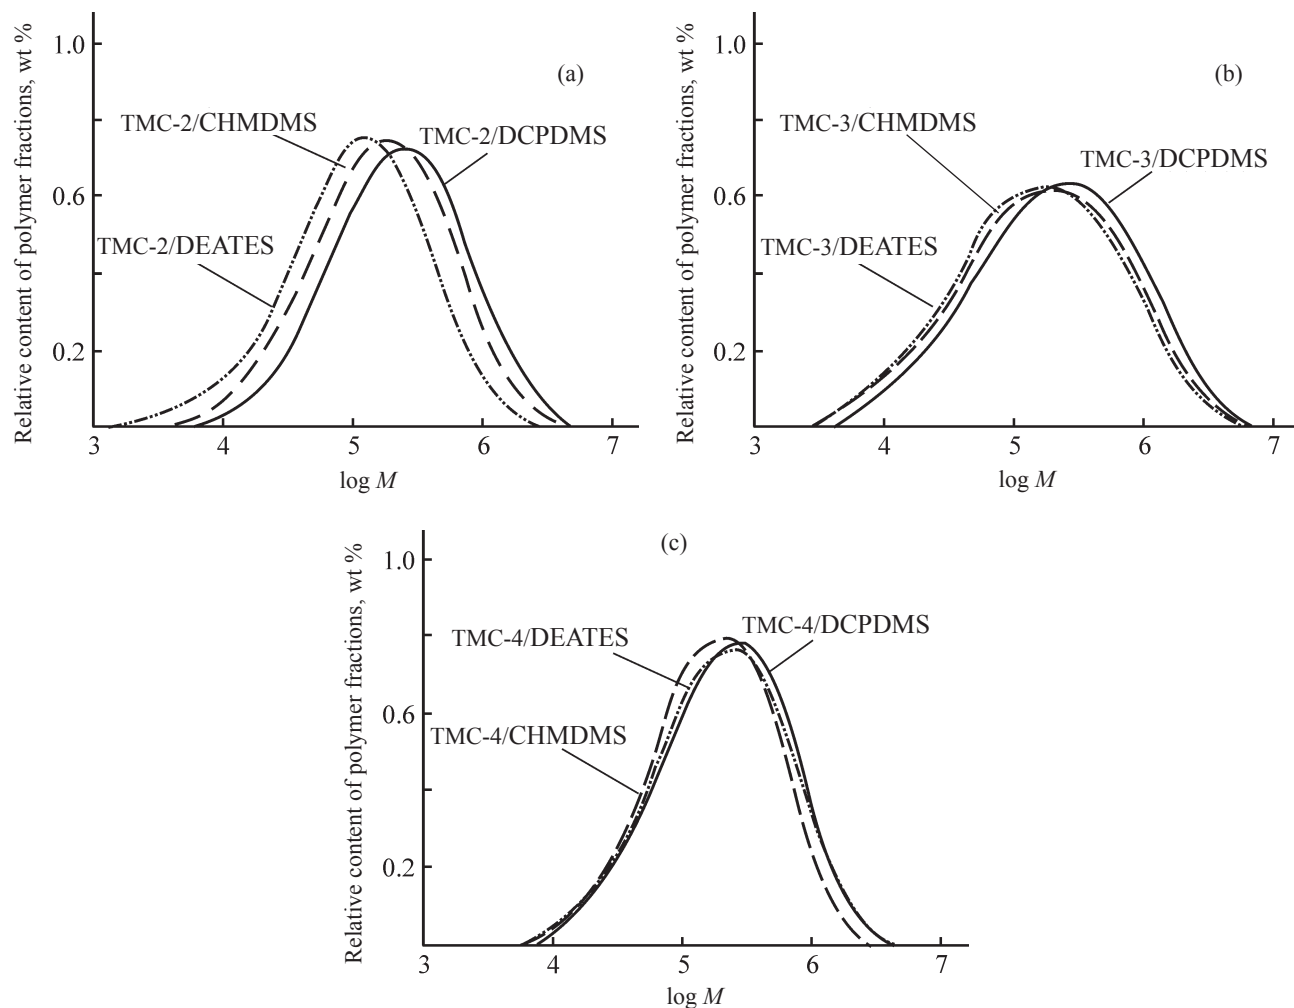 Relative content of polymer fractions, wt %
1.0
0.6
0.2
(a)
TMC-2/CHMDMS
TMC-2/DCPDMS
TMC-2/DEATES
3 4 5 6 7
log M
Relative content of polymer fractions, wt %
1.0
0.6
0.2
(b)
TMC-3/CHMDMS
TMC-3/DCPDMS
TMC-3/DEATES
3 4 5 6 7
log M
Relative content of polymer fractions, wt %
1.0
0.6
0.2
(c)
TMC-4/DEATES
TMC-4/DCPDMS
TMC-4/CHMDMS
3 4 5 6 7
log M